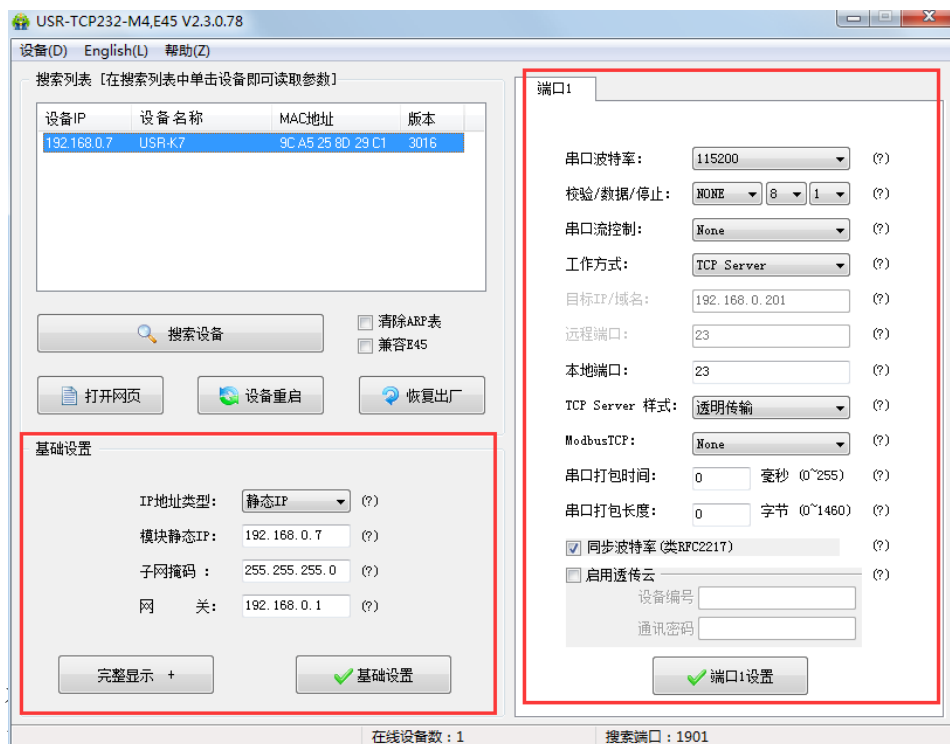 USR-TCP232-M4,E45 V2.3.0.78
设备(D) English(L) 帮助(Z)
搜索列表 [在搜索列表中单击设备即可读取参数]
设备IP 设备名称 MAC地址 版本
192.168.0.7 USR-K7 9C A5 25 8D 29 C1 3016
搜索设备
清除ARP表
兼容E45
打开网页 设备重启 恢复出厂
基础设置
IP地址类型: 静态IP (?)
模块静态IP: 192.168.0.7 (?)
子网掩码 : 255.255.255.0 (?)
网 关: 192.168.0.1 (?)
完整显示 + 基础设置
端口1
串口波特率: 115200 (?)
校验/数据/停止: NONE 8 1 (?)
串口流控制: None (?)
工作方式: TCP Server (?)
目标IP/域名: 192.168.0.201 (?)
远程端口: 23 (?)
本地端口: 23 (?)
TCP Server 样式: 透明传输 (?)
ModbusTCP: None (?)
串口打包时间: 0 毫秒 (0~255) (?)
串口打包长度: 0 字节 (0~1460) (?)
同步波特率(类RFC2217) (?)
启用透传云 (?)
设备编号
通讯密码
端口1设置
在线设备数：1 搜索端口：1901